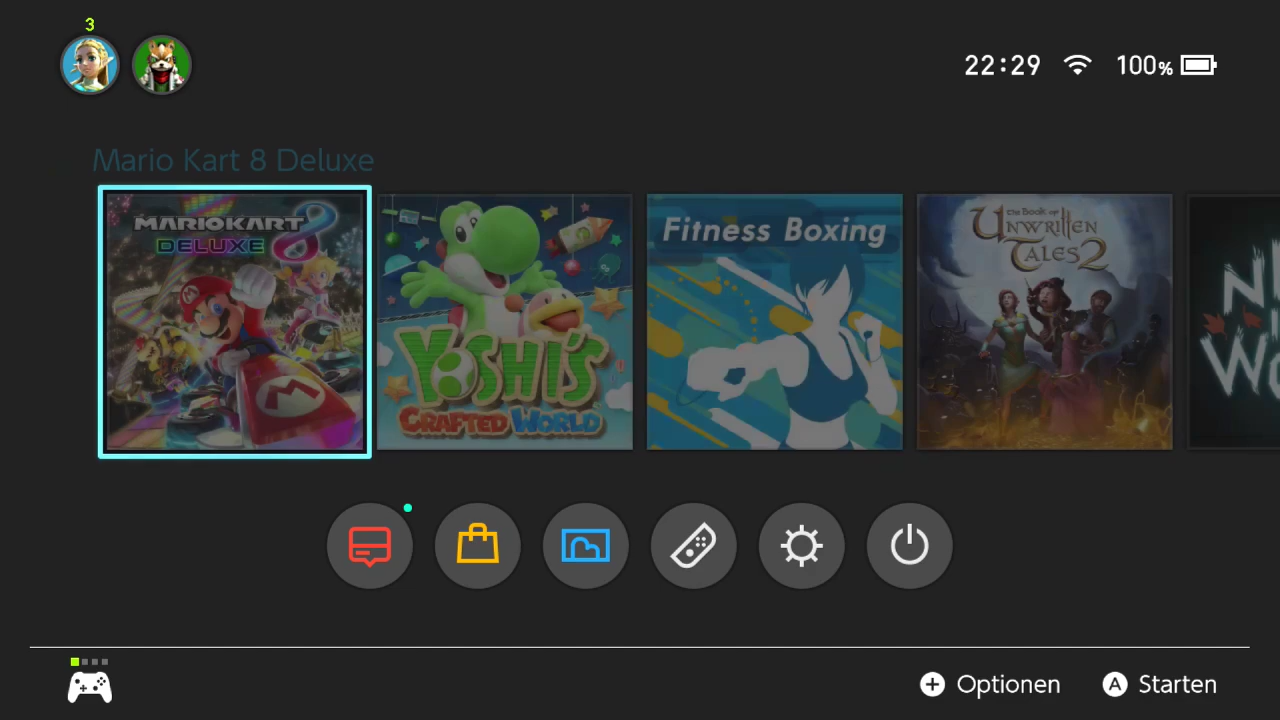 3
22:29
100%
Mario Kart 8 Deluxe
MARIOKART 8
DELUXE
YOSHI'S
CRAFTED WORLD
Fitness Boxing
THE BOOK OF
UNWRITTEN
TALES 2
Optionen
A Starten